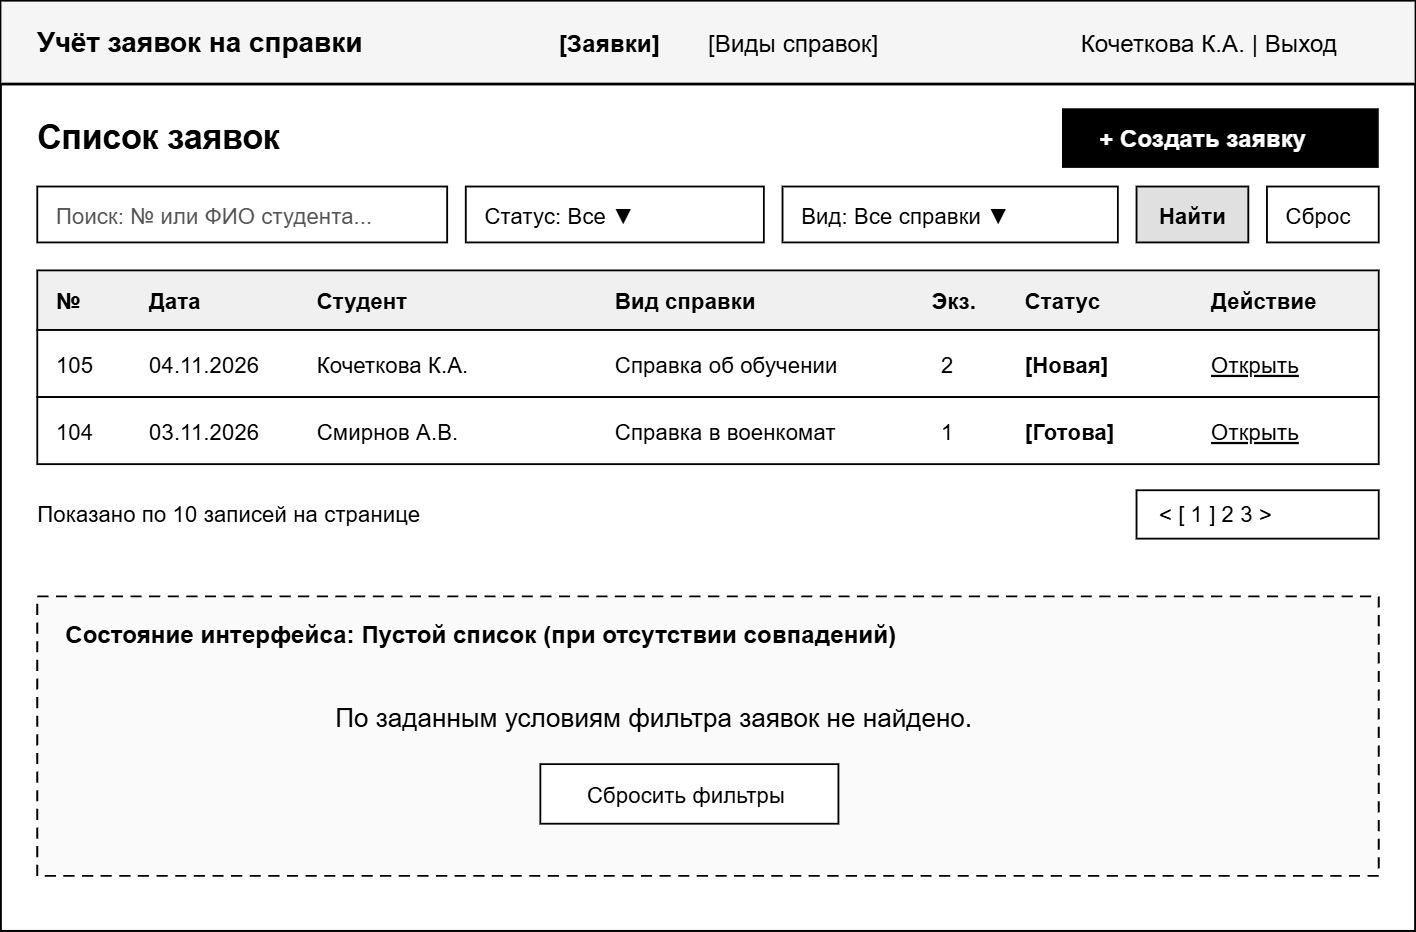 Учёт заявок на справки [Заявки] [Виды справок] Кочеткова К.А. | Выход
Список заявок + Создать заявку
Поиск: № или ФИО студента... Статус: Все ▼ Вид: Все справки ▼ Найти Сброс
№ Дата Студент Вид справки Экз. Статус Действие
105 04.11.2026 Кочеткова К.А. Справка об обучении 2 [Новая] Открыть
104 03.11.2026 Смирнов А.В. Справка в военкомат 1 [Готова] Открыть
Показано по 10 записей на странице < [ 1 ] 2 3 >
Состояние интерфейса: Пустой список (при отсутствии совпадений)
По заданным условиям фильтра заявок не найдено.
Сбросить фильтры